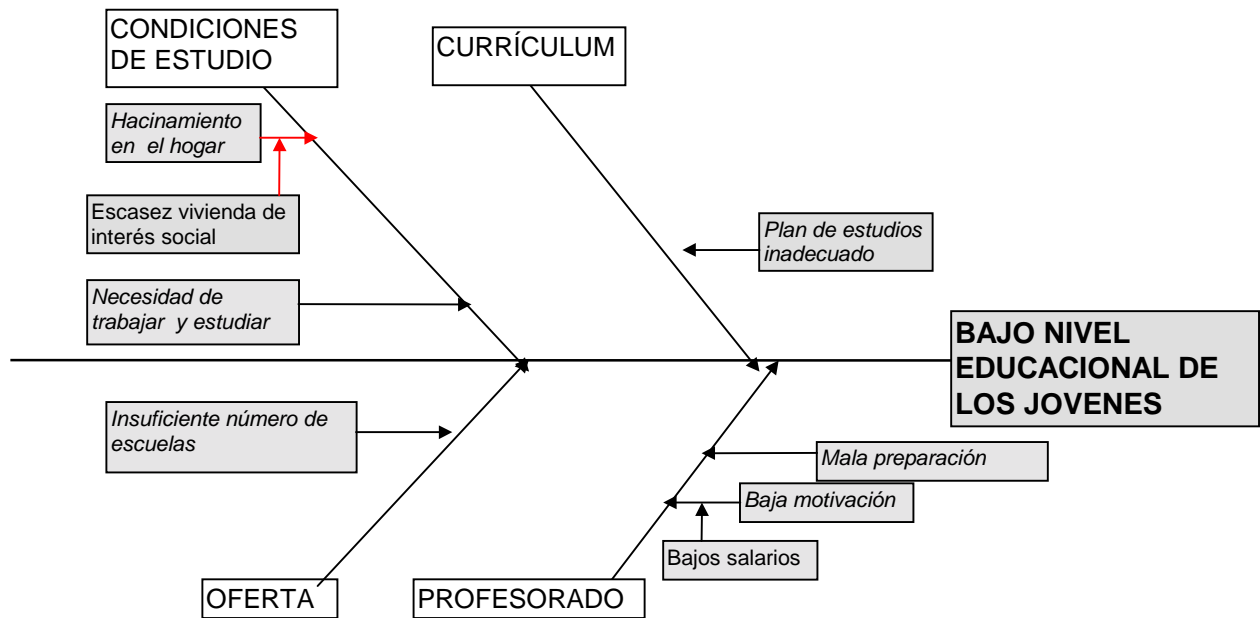 CONDICIONES
DE ESTUDIO
CURRÍCULUM
Hacinamiento
en el hogar
Escasez vivienda de
interés social
Plan de estudios
inadecuado
Necesidad de
trabajar y estudiar
BAJO NIVEL
EDUCACIONAL DE
LOS JOVENES
Insuficiente número de
escuelas
Mala preparación
Baja motivación
Bajos salarios
OFERTA
PROFESORADO